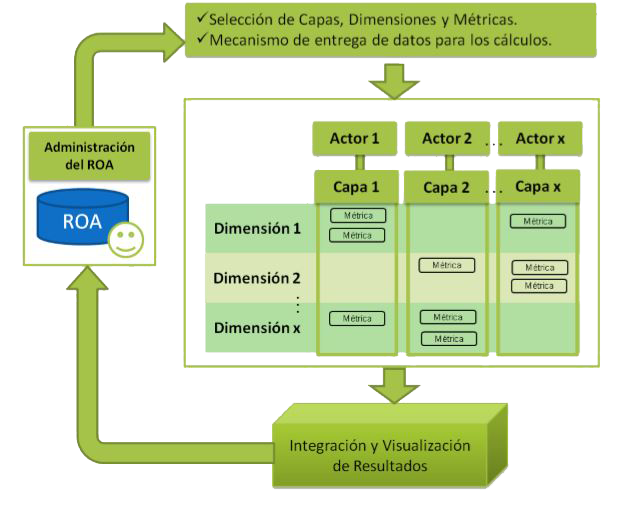 ✓Selección de Capas, Dimensiones y Métricas.
✓Mecanismo de entrega de datos para los cálculos.
Administración
del ROA
ROA
Actor 1
Actor 2
...
Actor x
Capa 1
Capa 2
...
Capa x
Dimensión 1
Métrica
Métrica
Métrica
Dimensión 2
Métrica
Métrica
Métrica
⋮
Dimensión x
Métrica
Métrica
Métrica
Integración y Visualización
de Resultados